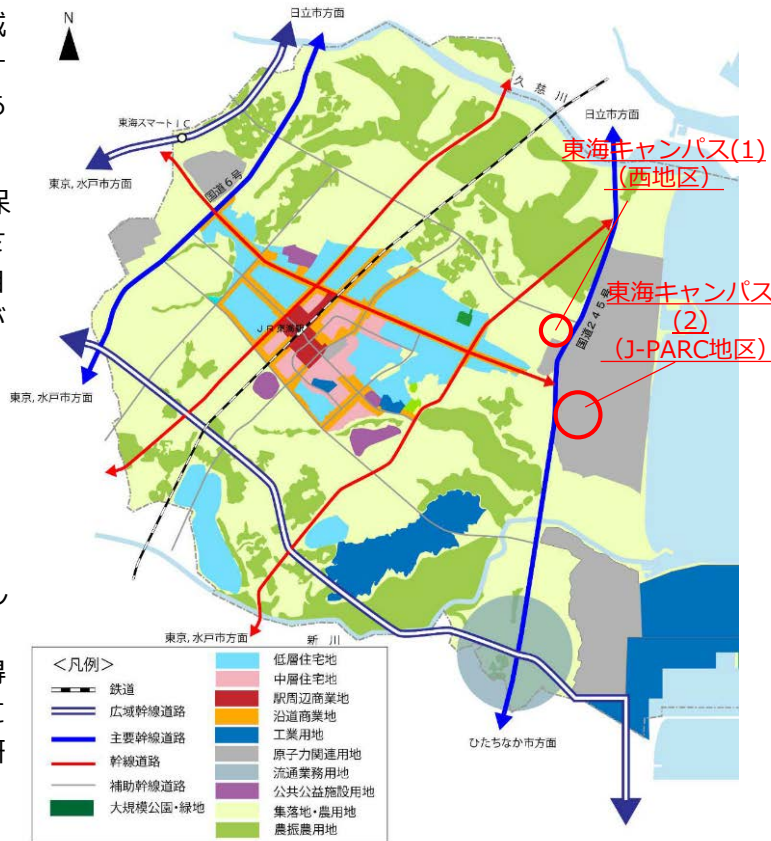 N
日立市方面
久慈川
東海スマートIC
日立市方面
東海キャンパス(1)
(西地区)
東京,水戸市方面
国道6号
東海キャンパス
(2)
(J-PARC地区)
国道245号
JR東海駅
東京,水戸市方面
東京,水戸市方面
新川
ひたちなか市方面
<凡例>
鉄道
広域幹線道路
主要幹線道路
幹線道路
補助幹線道路
大規模公園・緑地
低層住宅地
中層住宅地
駅周辺商業地
沿道商業地
工業用地
原子力関連用地
流通業務用地
公共公益施設用地
集落地・農用地
農振農用地